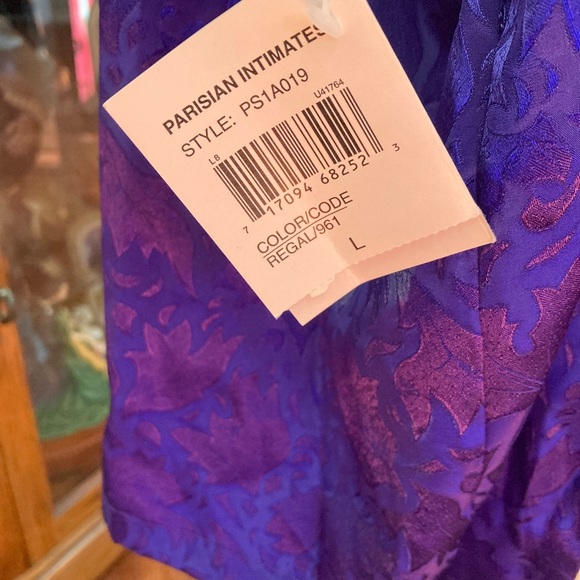 PARISIAN INTIMATES
STYLE: PS1A019
L8 U41764
7 17094 68252 3
COLOR/CODE
REGAL/961
L